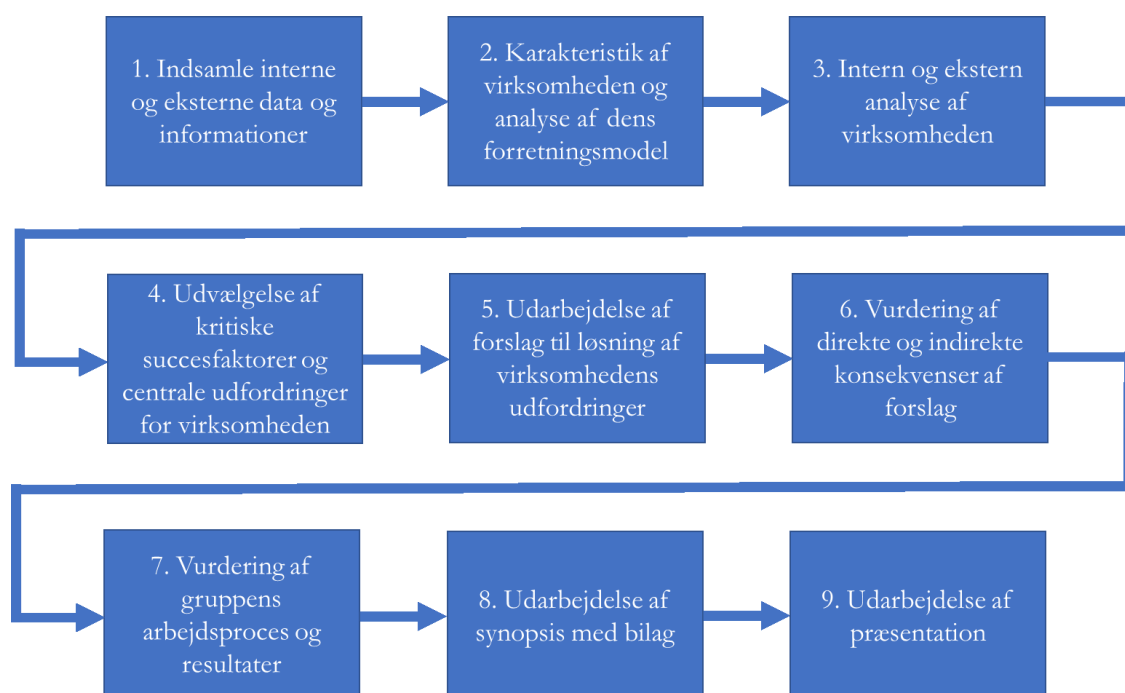 1. Indsamle interne
og eksterne data og
informationer
2. Karakteristik af
virksomheden og
analyse af dens
forretningsmodel
3. Intern og ekstern
analyse af
virksomheden
4. Udvælgelse af
kritiske
succesfaktorer og
centrale udfordringer
for virksomheden
5. Udarbejdelse af
forslag til løsning af
virksomhedens
udfordringer
6. Vurdering af
direkte og indirekte
konsekvenser af
forslag
7. Vurdering af
gruppens
arbejdsproces og
resultater
8. Udarbejdelse af
synopsis med bilag
9. Udarbejdelse af
præsentation